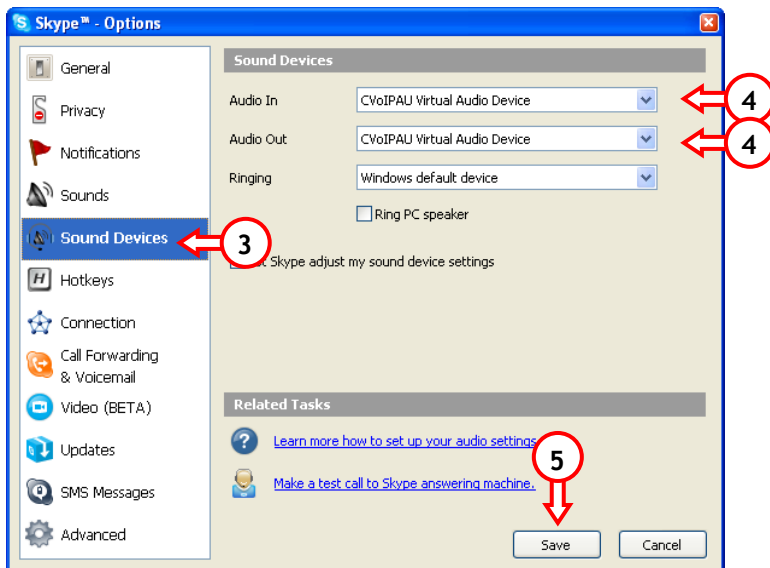 Skype™ - Options
General
Privacy
Notifications
Sounds
Sound Devices
Hotkeys
Connection
Call Forwarding
& Voicemail
Video (BETA)
Updates
SMS Messages
Advanced
Sound Devices
Audio In
CVoIPAU Virtual Audio Device
4
Audio Out
CVoIPAU Virtual Audio Device
4
Ringing
Windows default device
Ring PC speaker
3
Skype adjust my sound device settings
Related Tasks
Learn more how to set up your audio settings
5
Make a test call to Skype answering machine.
Save
Cancel